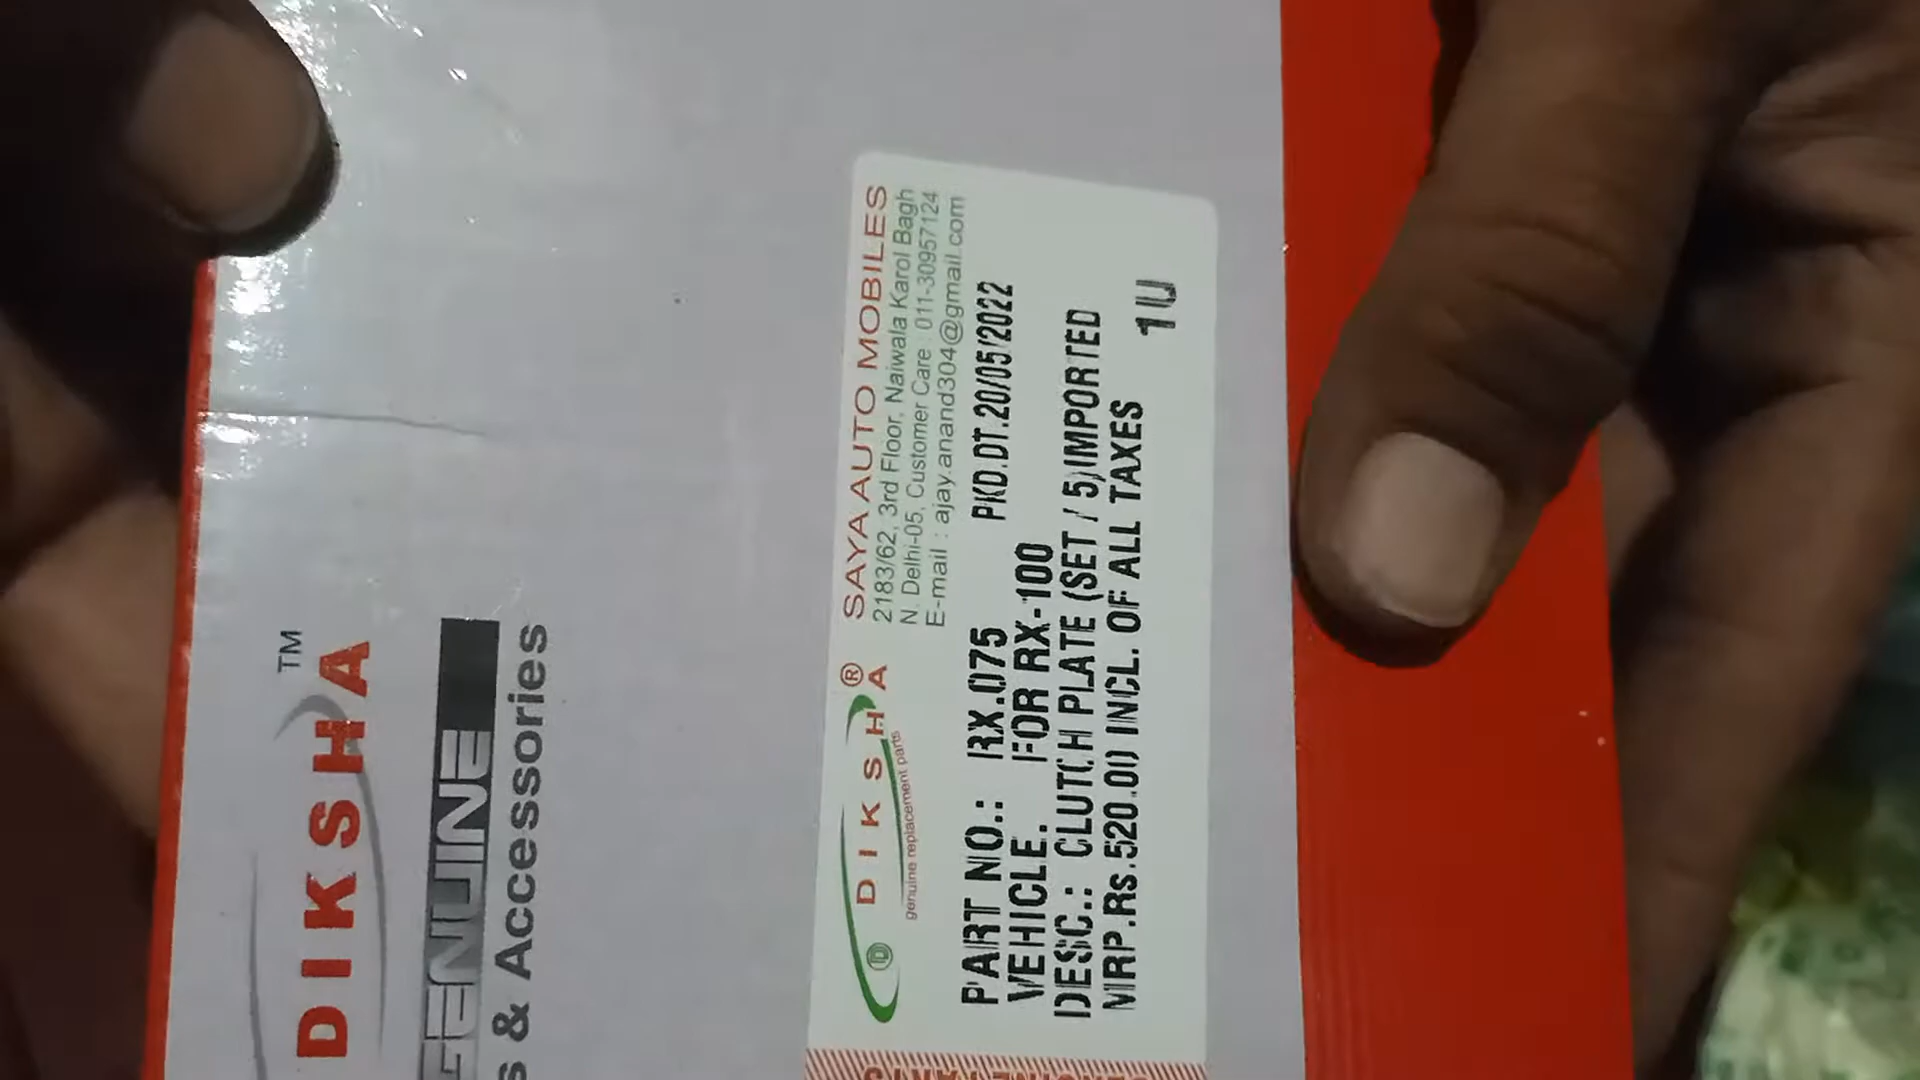 DIKSHA™
GENUINE
& Accessories
DIKSHA®
genuine replacement parts
SAYA AUTO MOBILES
2183/62, 3rd Floor, Naiwala Karol Bagh
N. Delhi-05, Customer Care : 011-30957124
E-mail : ajay.anand304@gmail.com
PART NO.: RX.075 PKD.DT.20/05/2022
VEHICLE. FOR RX-100
DESC.: CLUTCH PLATE (SET / 5)IMPORTED
MRP.Rs.520.00 INCL. OF ALL TAXES 1U